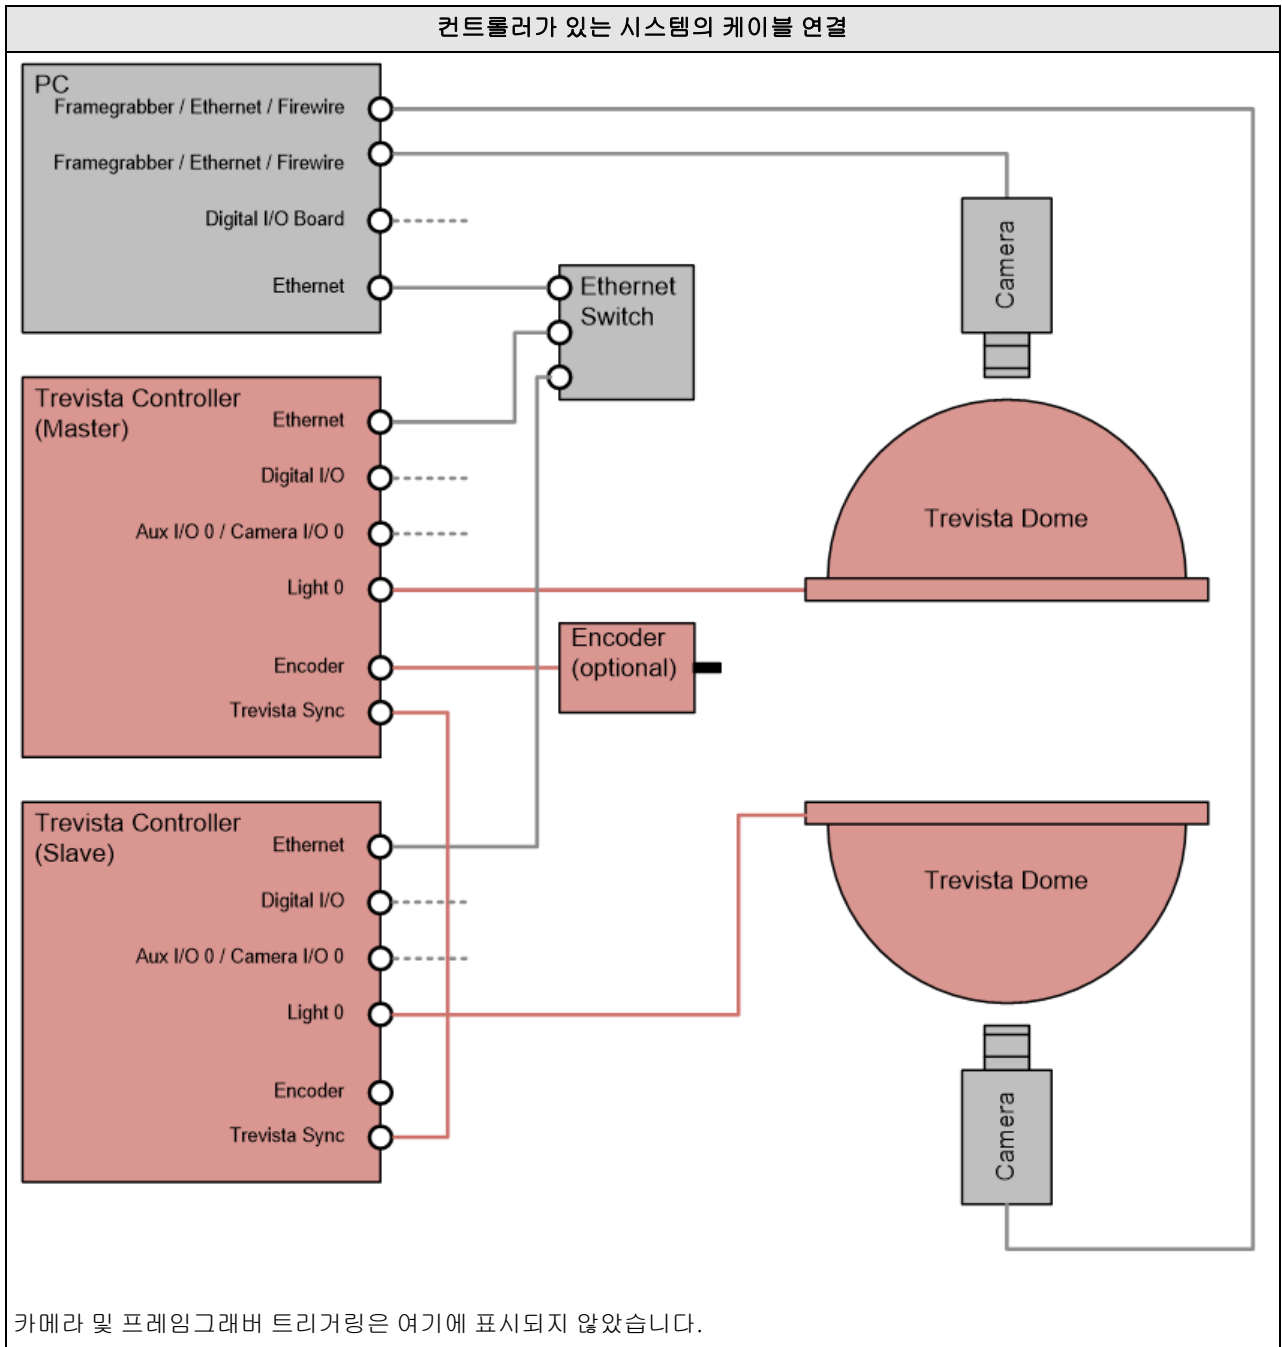 컨트롤러가 있는 시스템의 케이블 연결
PC
Framegrabber / Ethernet / Firewire
Framegrabber / Ethernet / Firewire
Digital I/O Board
Ethernet
Ethernet
Switch
Camera
Trevista Controller
(Master)
Ethernet
Digital I/O
Aux I/O 0 / Camera I/O 0
Light 0
Encoder
Trevista Sync
Trevista Dome
Encoder
(optional)
Trevista Controller
(Slave)
Ethernet
Digital I/O
Aux I/O 0 / Camera I/O 0
Light 0
Encoder
Trevista Sync
Trevista Dome
Camera
카메라 및 프레임그래버 트리거링은 여기에 표시되지 않았습니다.